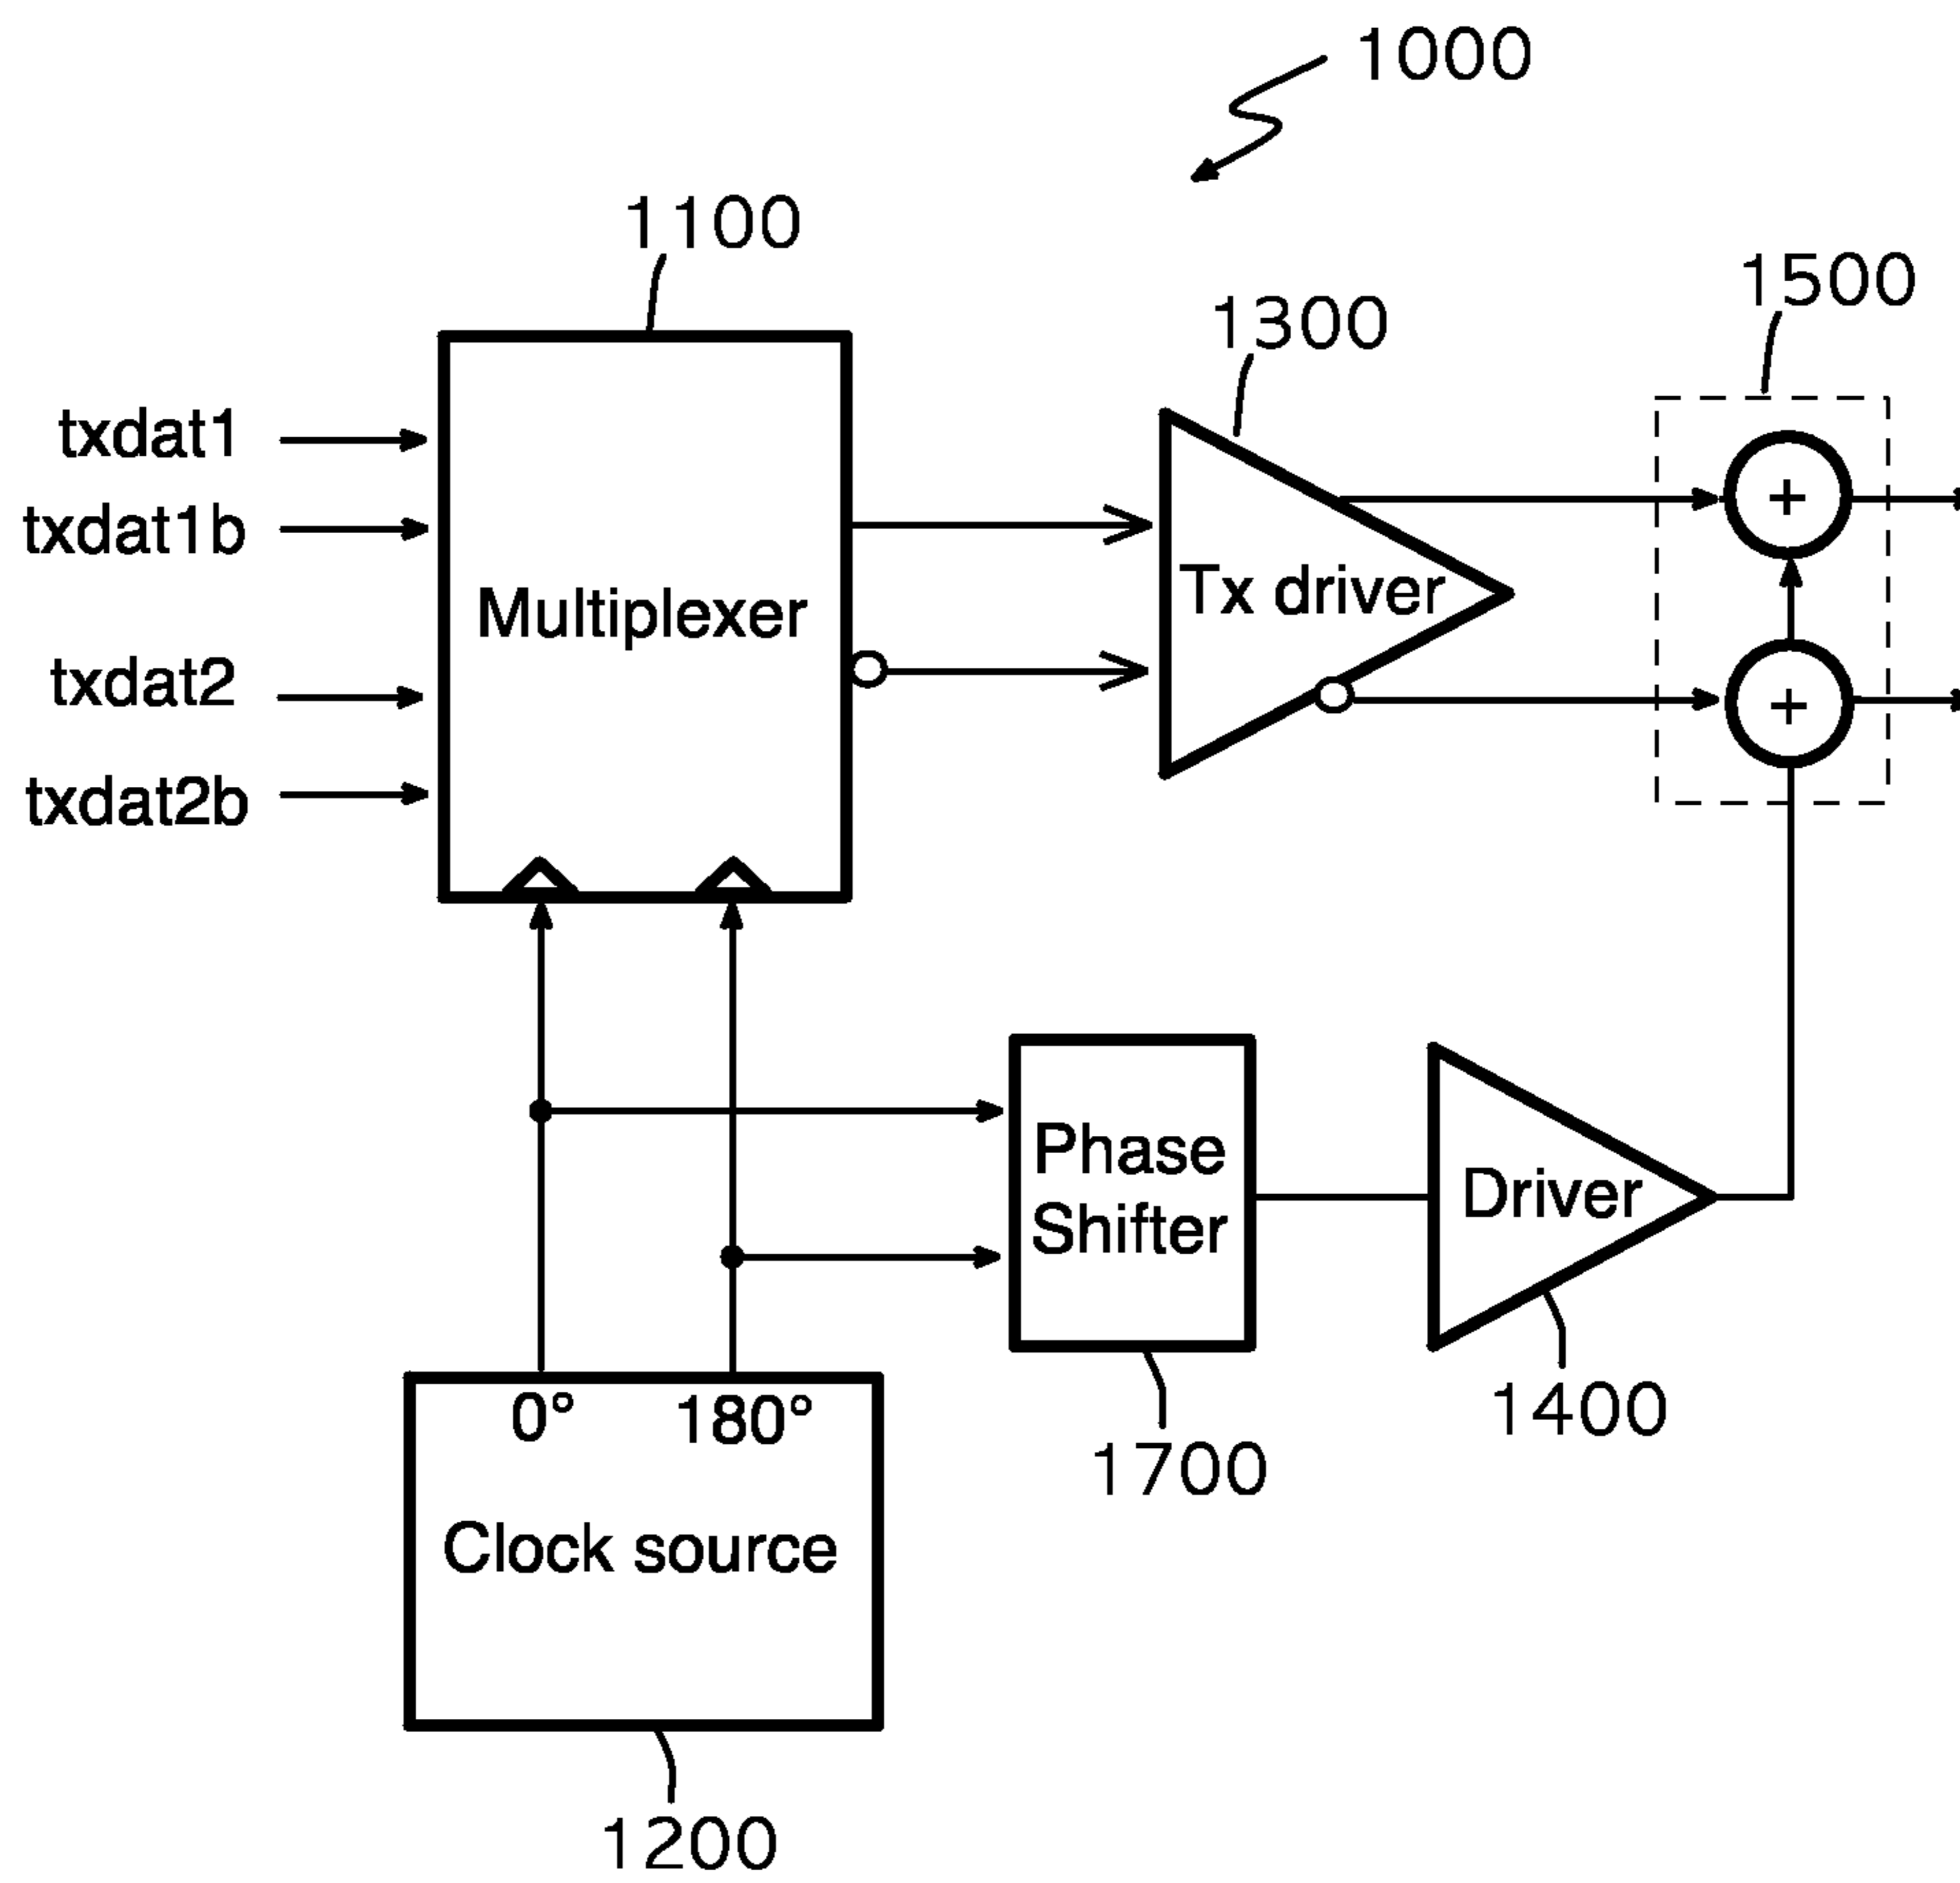 1000
1100
1500
1300
txdat1
txdat1b
+
Multiplexer
Tx driver
txdat2
+
txdat2b
Phase
Shifter
Driver
0°
180°
1400
1700
Clock source
1200